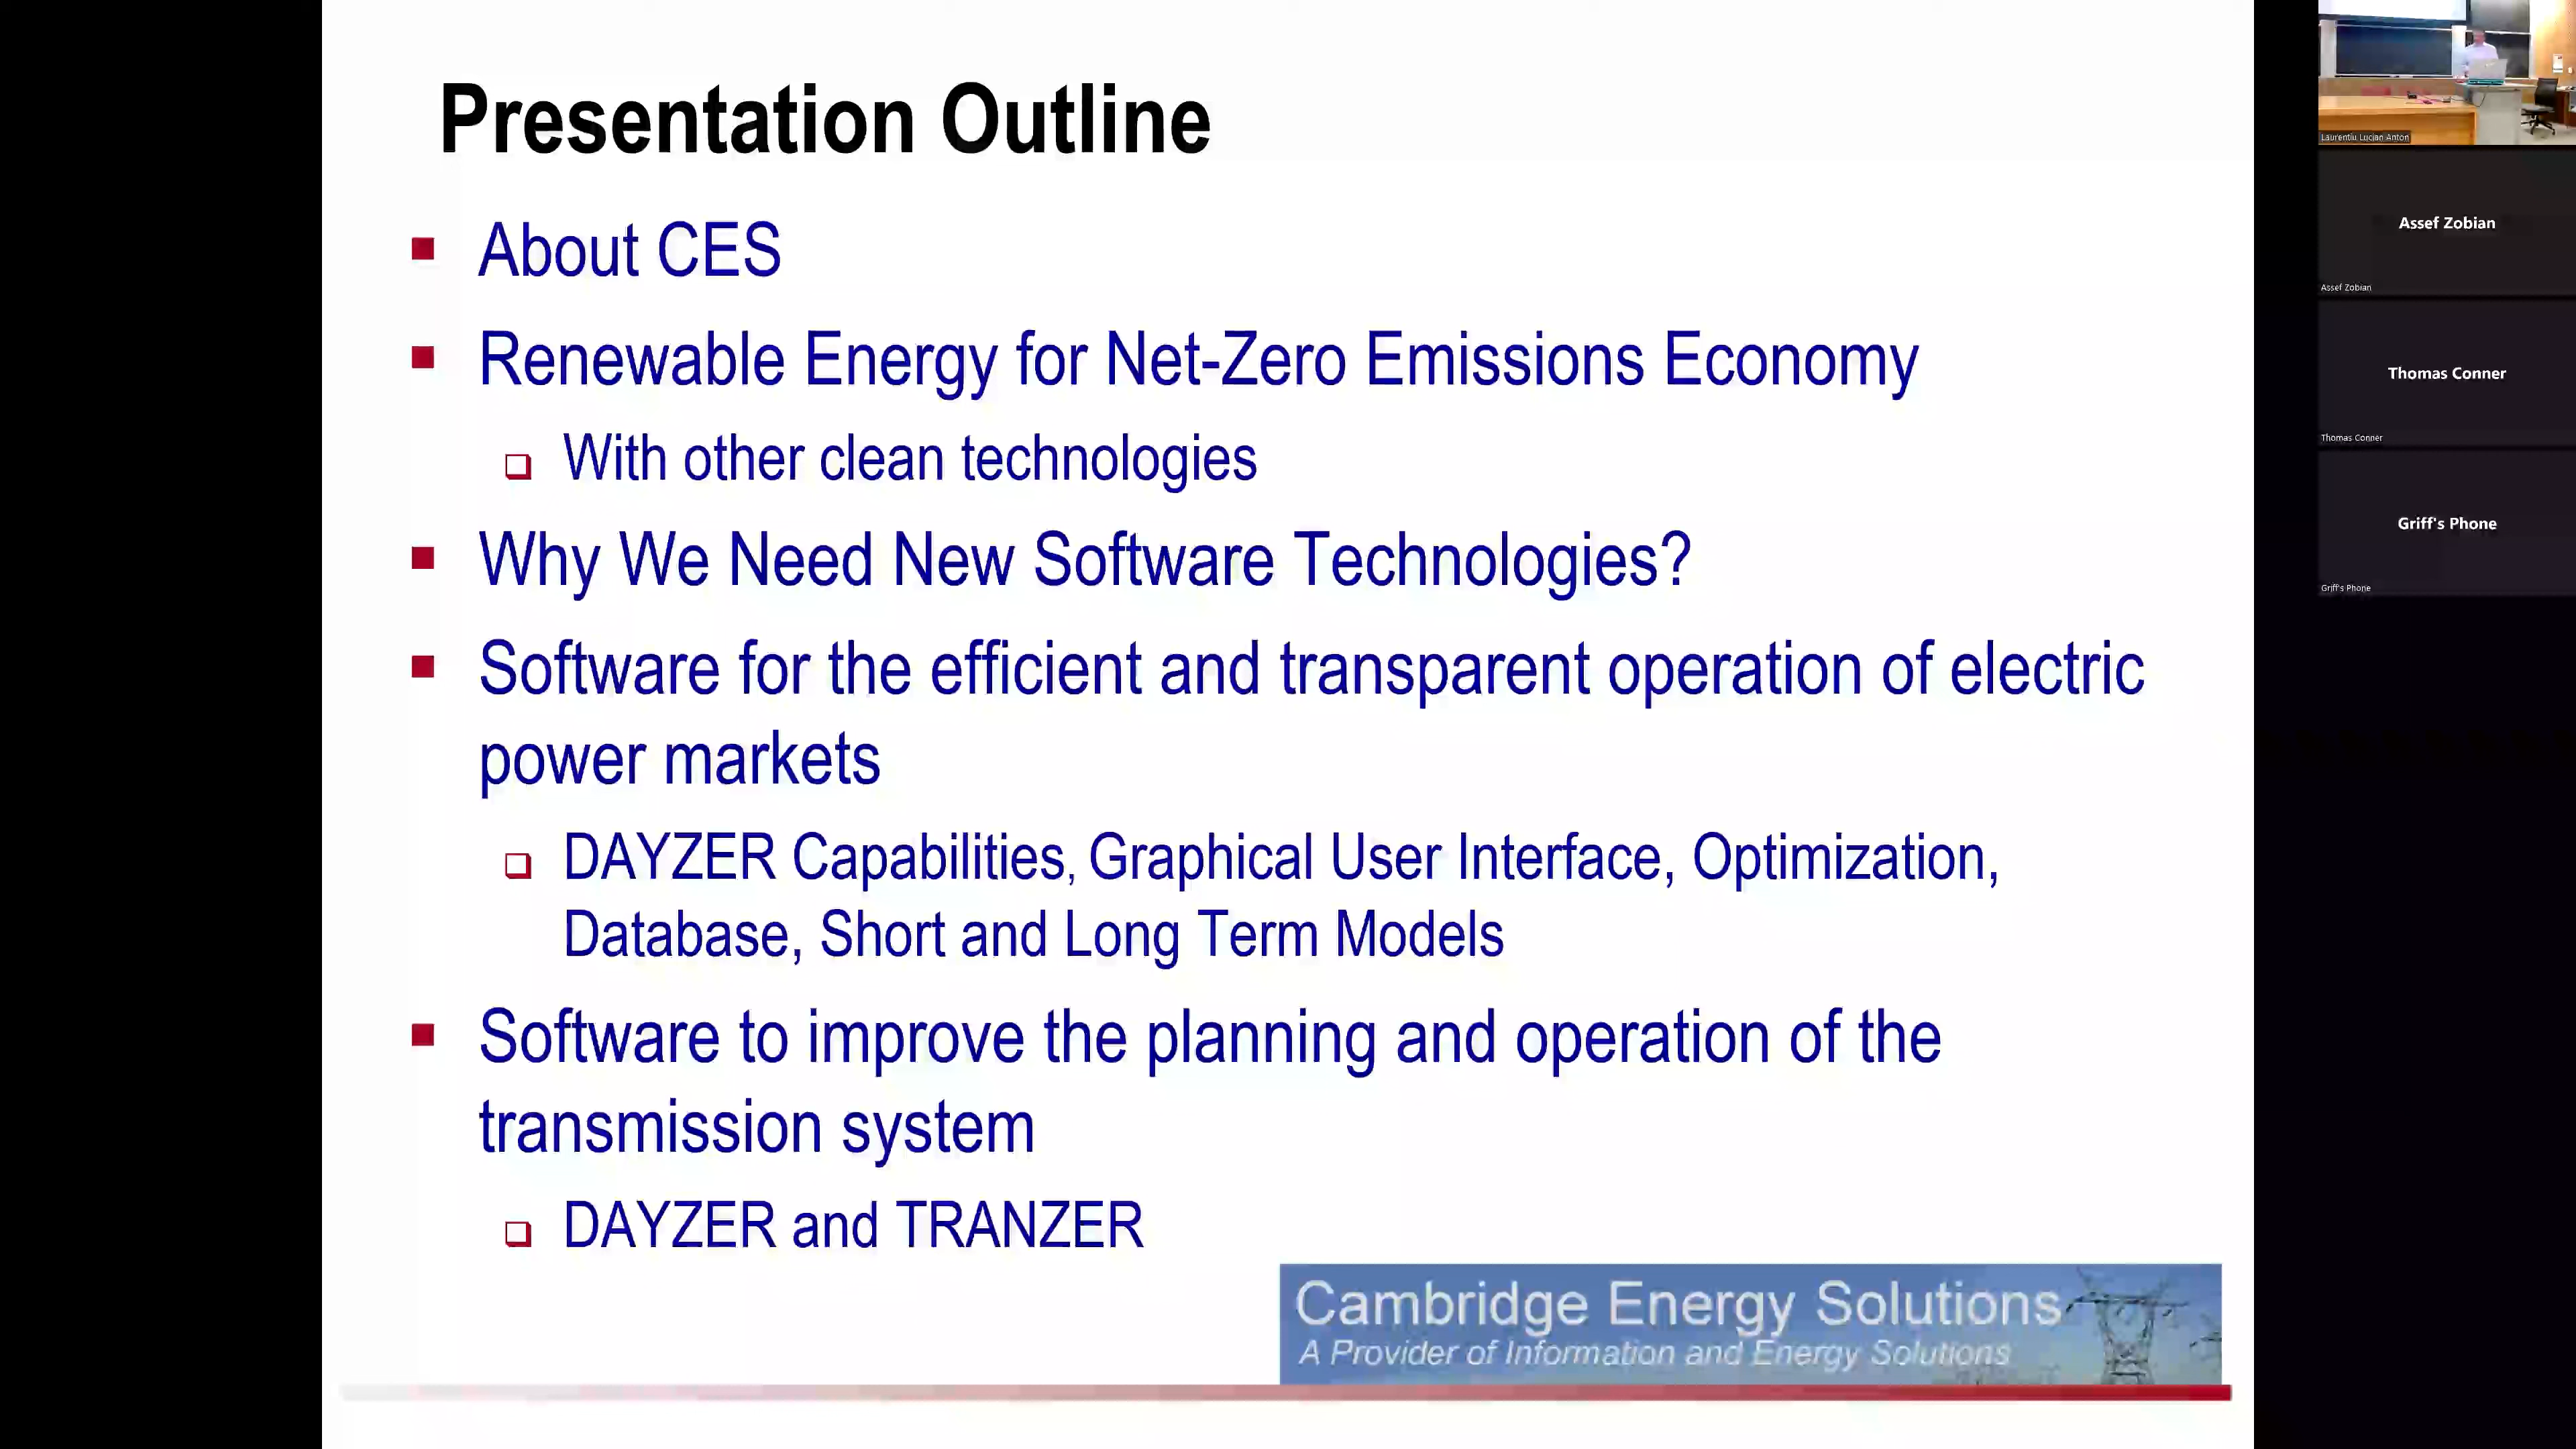 Presentation Outline
About CES
Renewable Energy for Net-Zero Emissions Economy
With other clean technologies
Why We Need New Software Technologies?
Software for the efficient and transparent operation of electric
power markets
DAYZER Capabilities, Graphical User Interface, Optimization,
Database, Short and Long Term Models
Software to improve the planning and operation of the
transmission system
DAYZER and TRANZER
Cambridge Energy Solutions
A Provider of Information and Energy Solutions
Laurentiu Lucian Anton
Assef Zobian
Assef Zobian
Thomas Conner
Thomas Conner
Griff's Phone
Griff's Phone